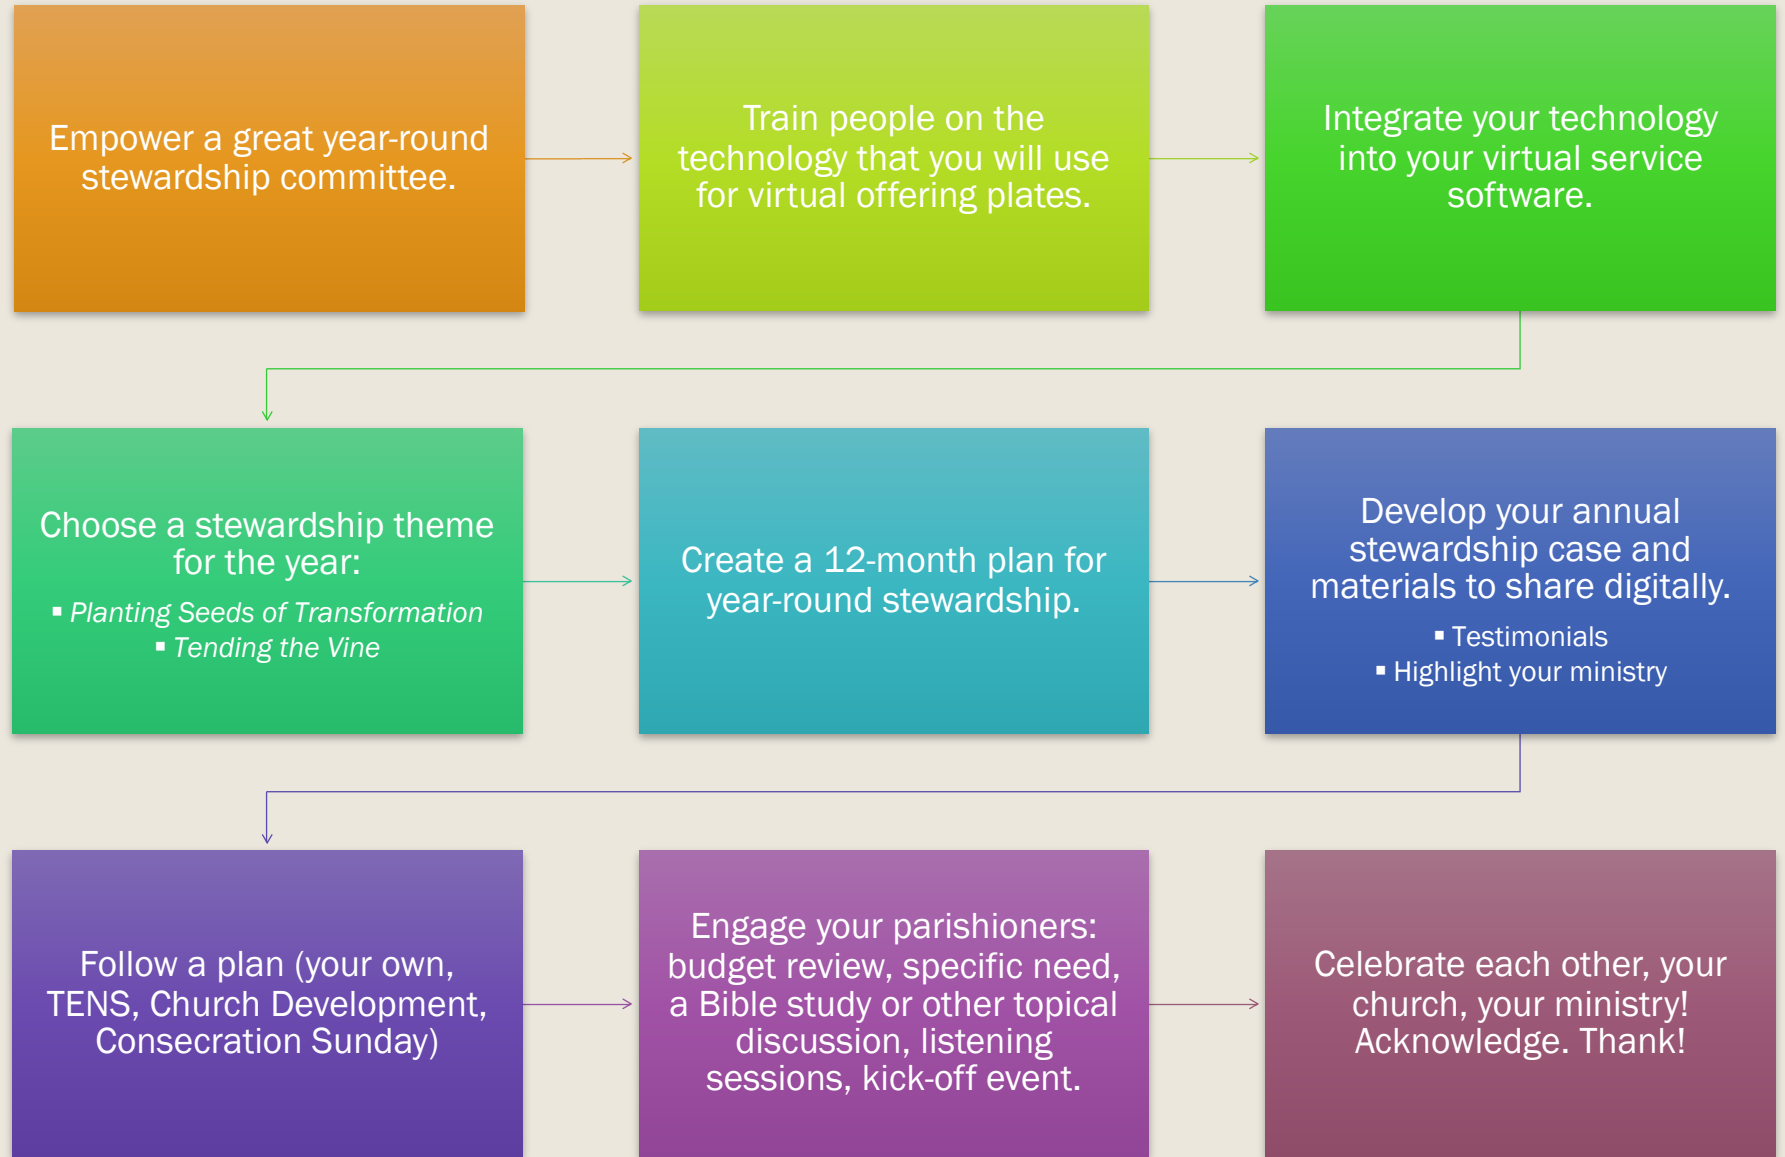 Empower a great year-round
stewardship committee.
Train people on the
technology that you will use
for virtual offering plates.
Integrate your technology
into your virtual service
software.
Choose a stewardship theme
for the year:
▪ Planting Seeds of Transformation
▪ Tending the Vine
Create a 12-month plan for
year-round stewardship.
Develop your annual
stewardship case and
materials to share digitally.
▪ Testimonials
▪ Highlight your ministry
Follow a plan (your own,
TENS, Church Development,
Consecration Sunday)
Engage your parishioners:
budget review, specific need,
a Bible study or other topical
discussion, listening
sessions, kick-off event.
Celebrate each other, your
church, your ministry!
Acknowledge. Thank!